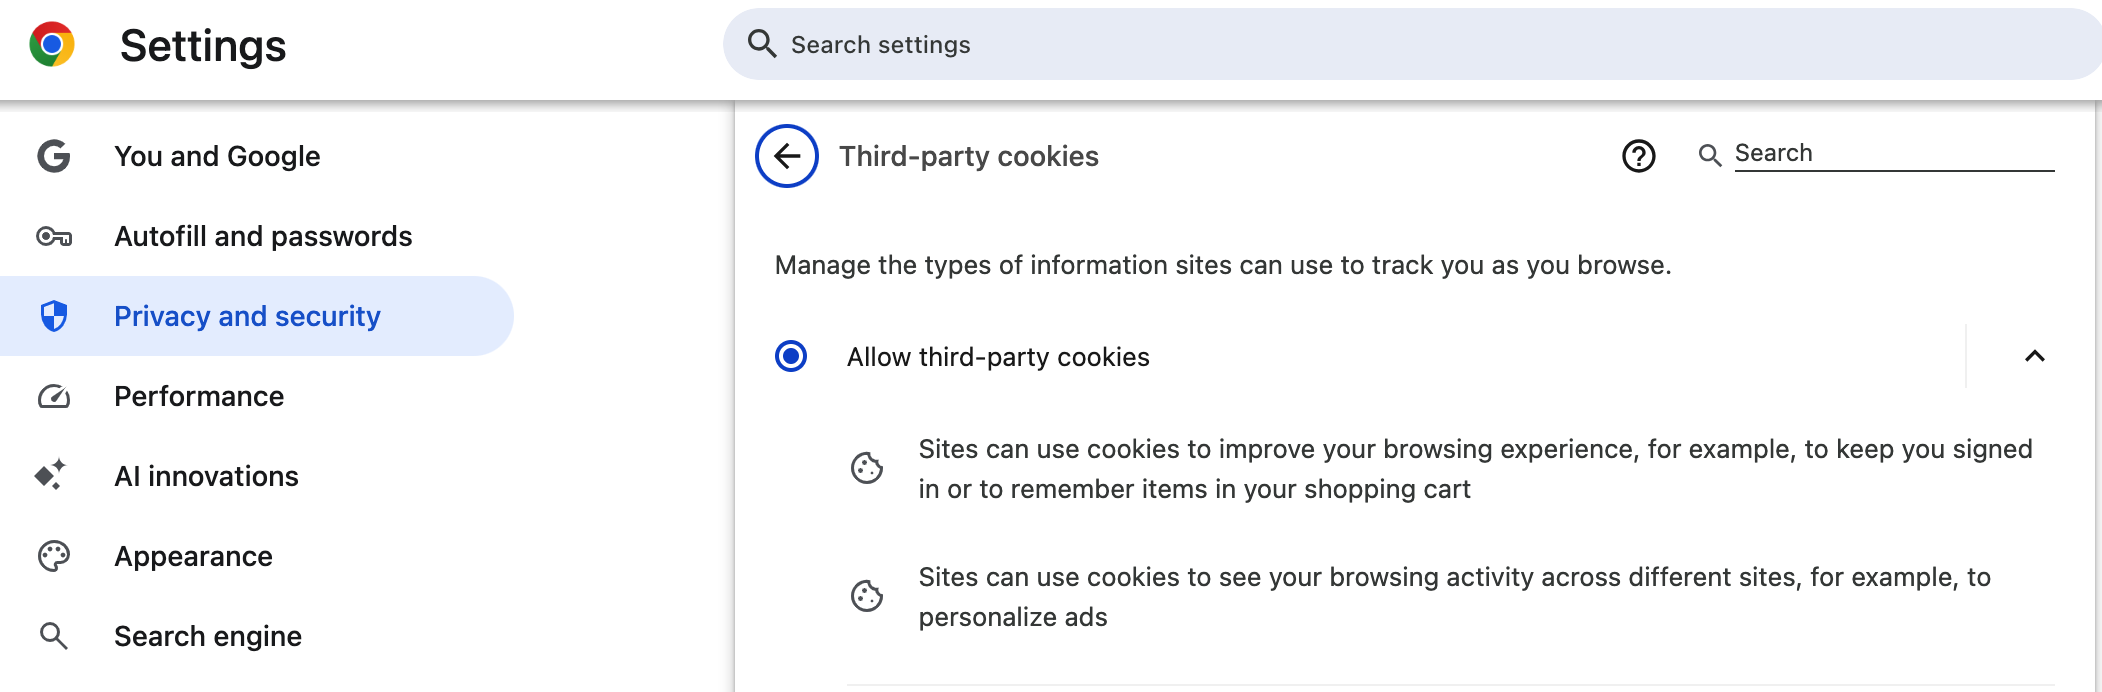 Settings
Search settings
You and Google
Autofill and passwords
Privacy and security
Performance
AI innovations
Appearance
Search engine
Third-party cookies
Search
Manage the types of information sites can use to track you as you browse.
Allow third-party cookies
Sites can use cookies to improve your browsing experience, for example, to keep you signed
in or to remember items in your shopping cart
Sites can use cookies to see your browsing activity across different sites, for example, to
personalize ads